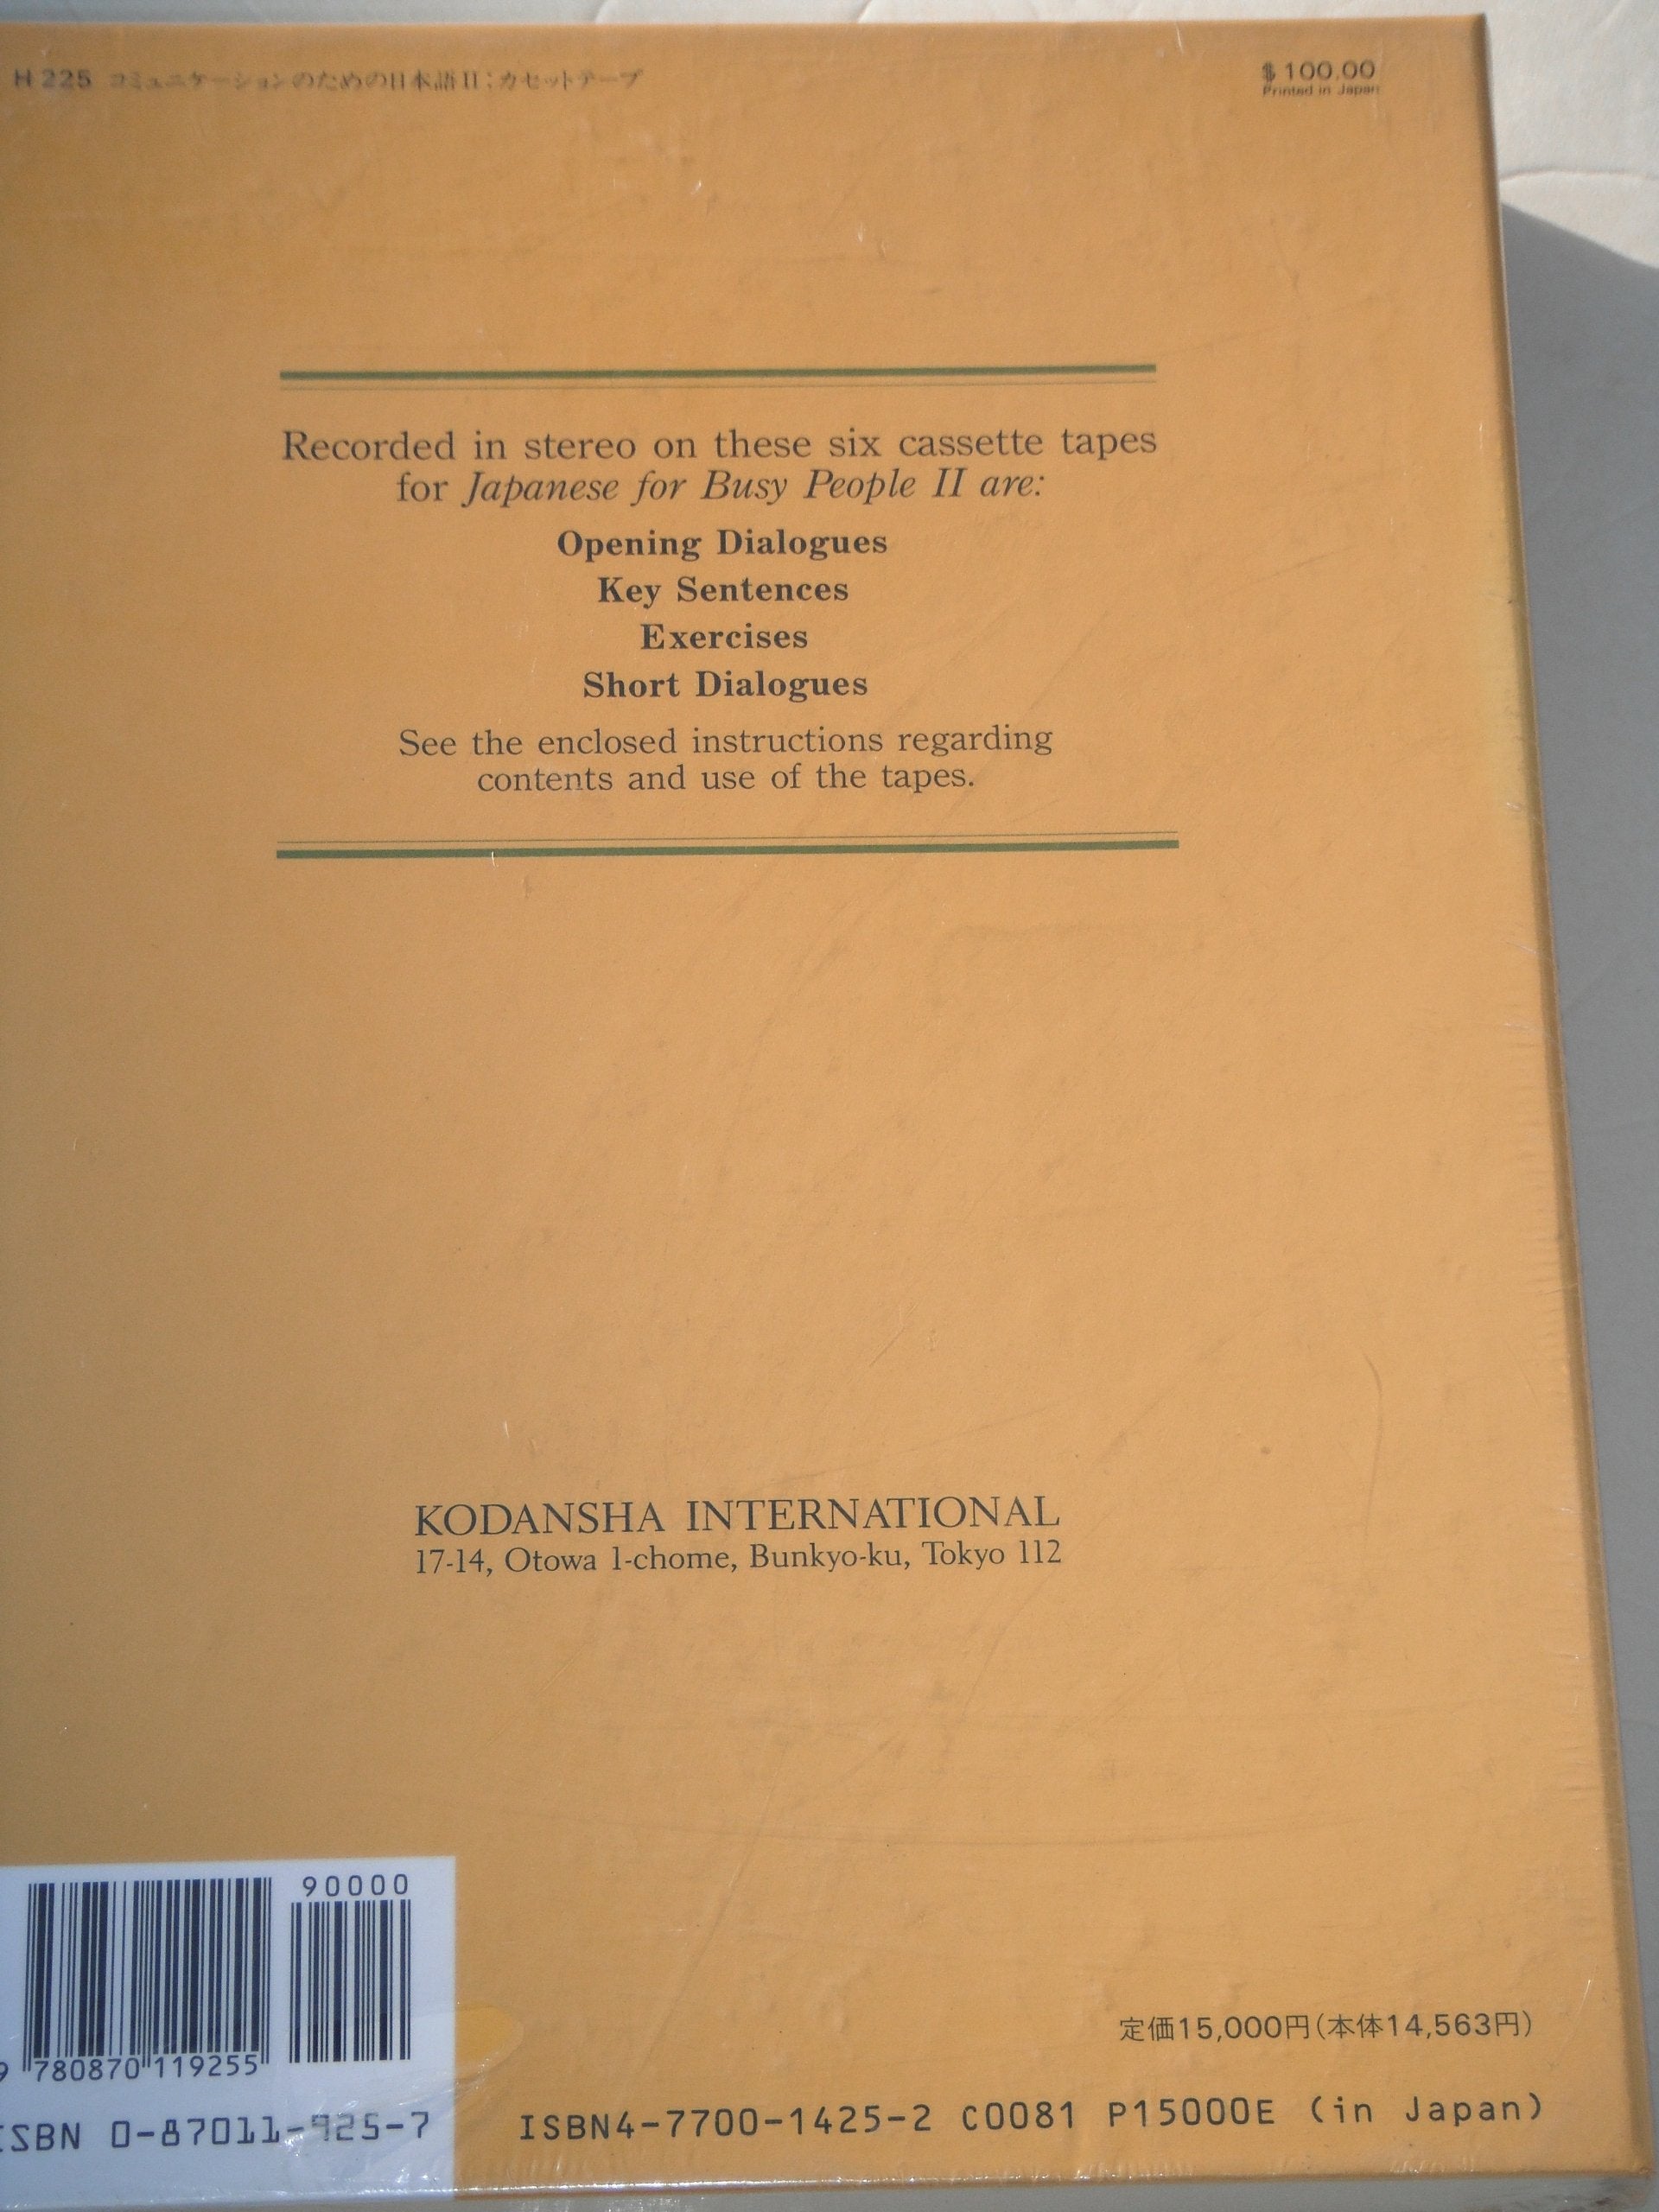 H 225 コミュニケーションのための日本語II：カセットテープ
$100.00
Printed in Japan
Recorded in stereo on these six cassette tapes
for Japanese for Busy People II are:
Opening Dialogues
Key Sentences
Exercises
Short Dialogues
See the enclosed instructions regarding
contents and use of the tapes.
KODANSHA INTERNATIONAL
17-14, Otowa 1-chome, Bunkyo-ku, Tokyo 112
90000
9 780870 119255
ISBN 0-87011-925-7
定価15,000円(本体14,563円)
ISBN4-7700-1425-2 C0081 P15000E (in Japan)